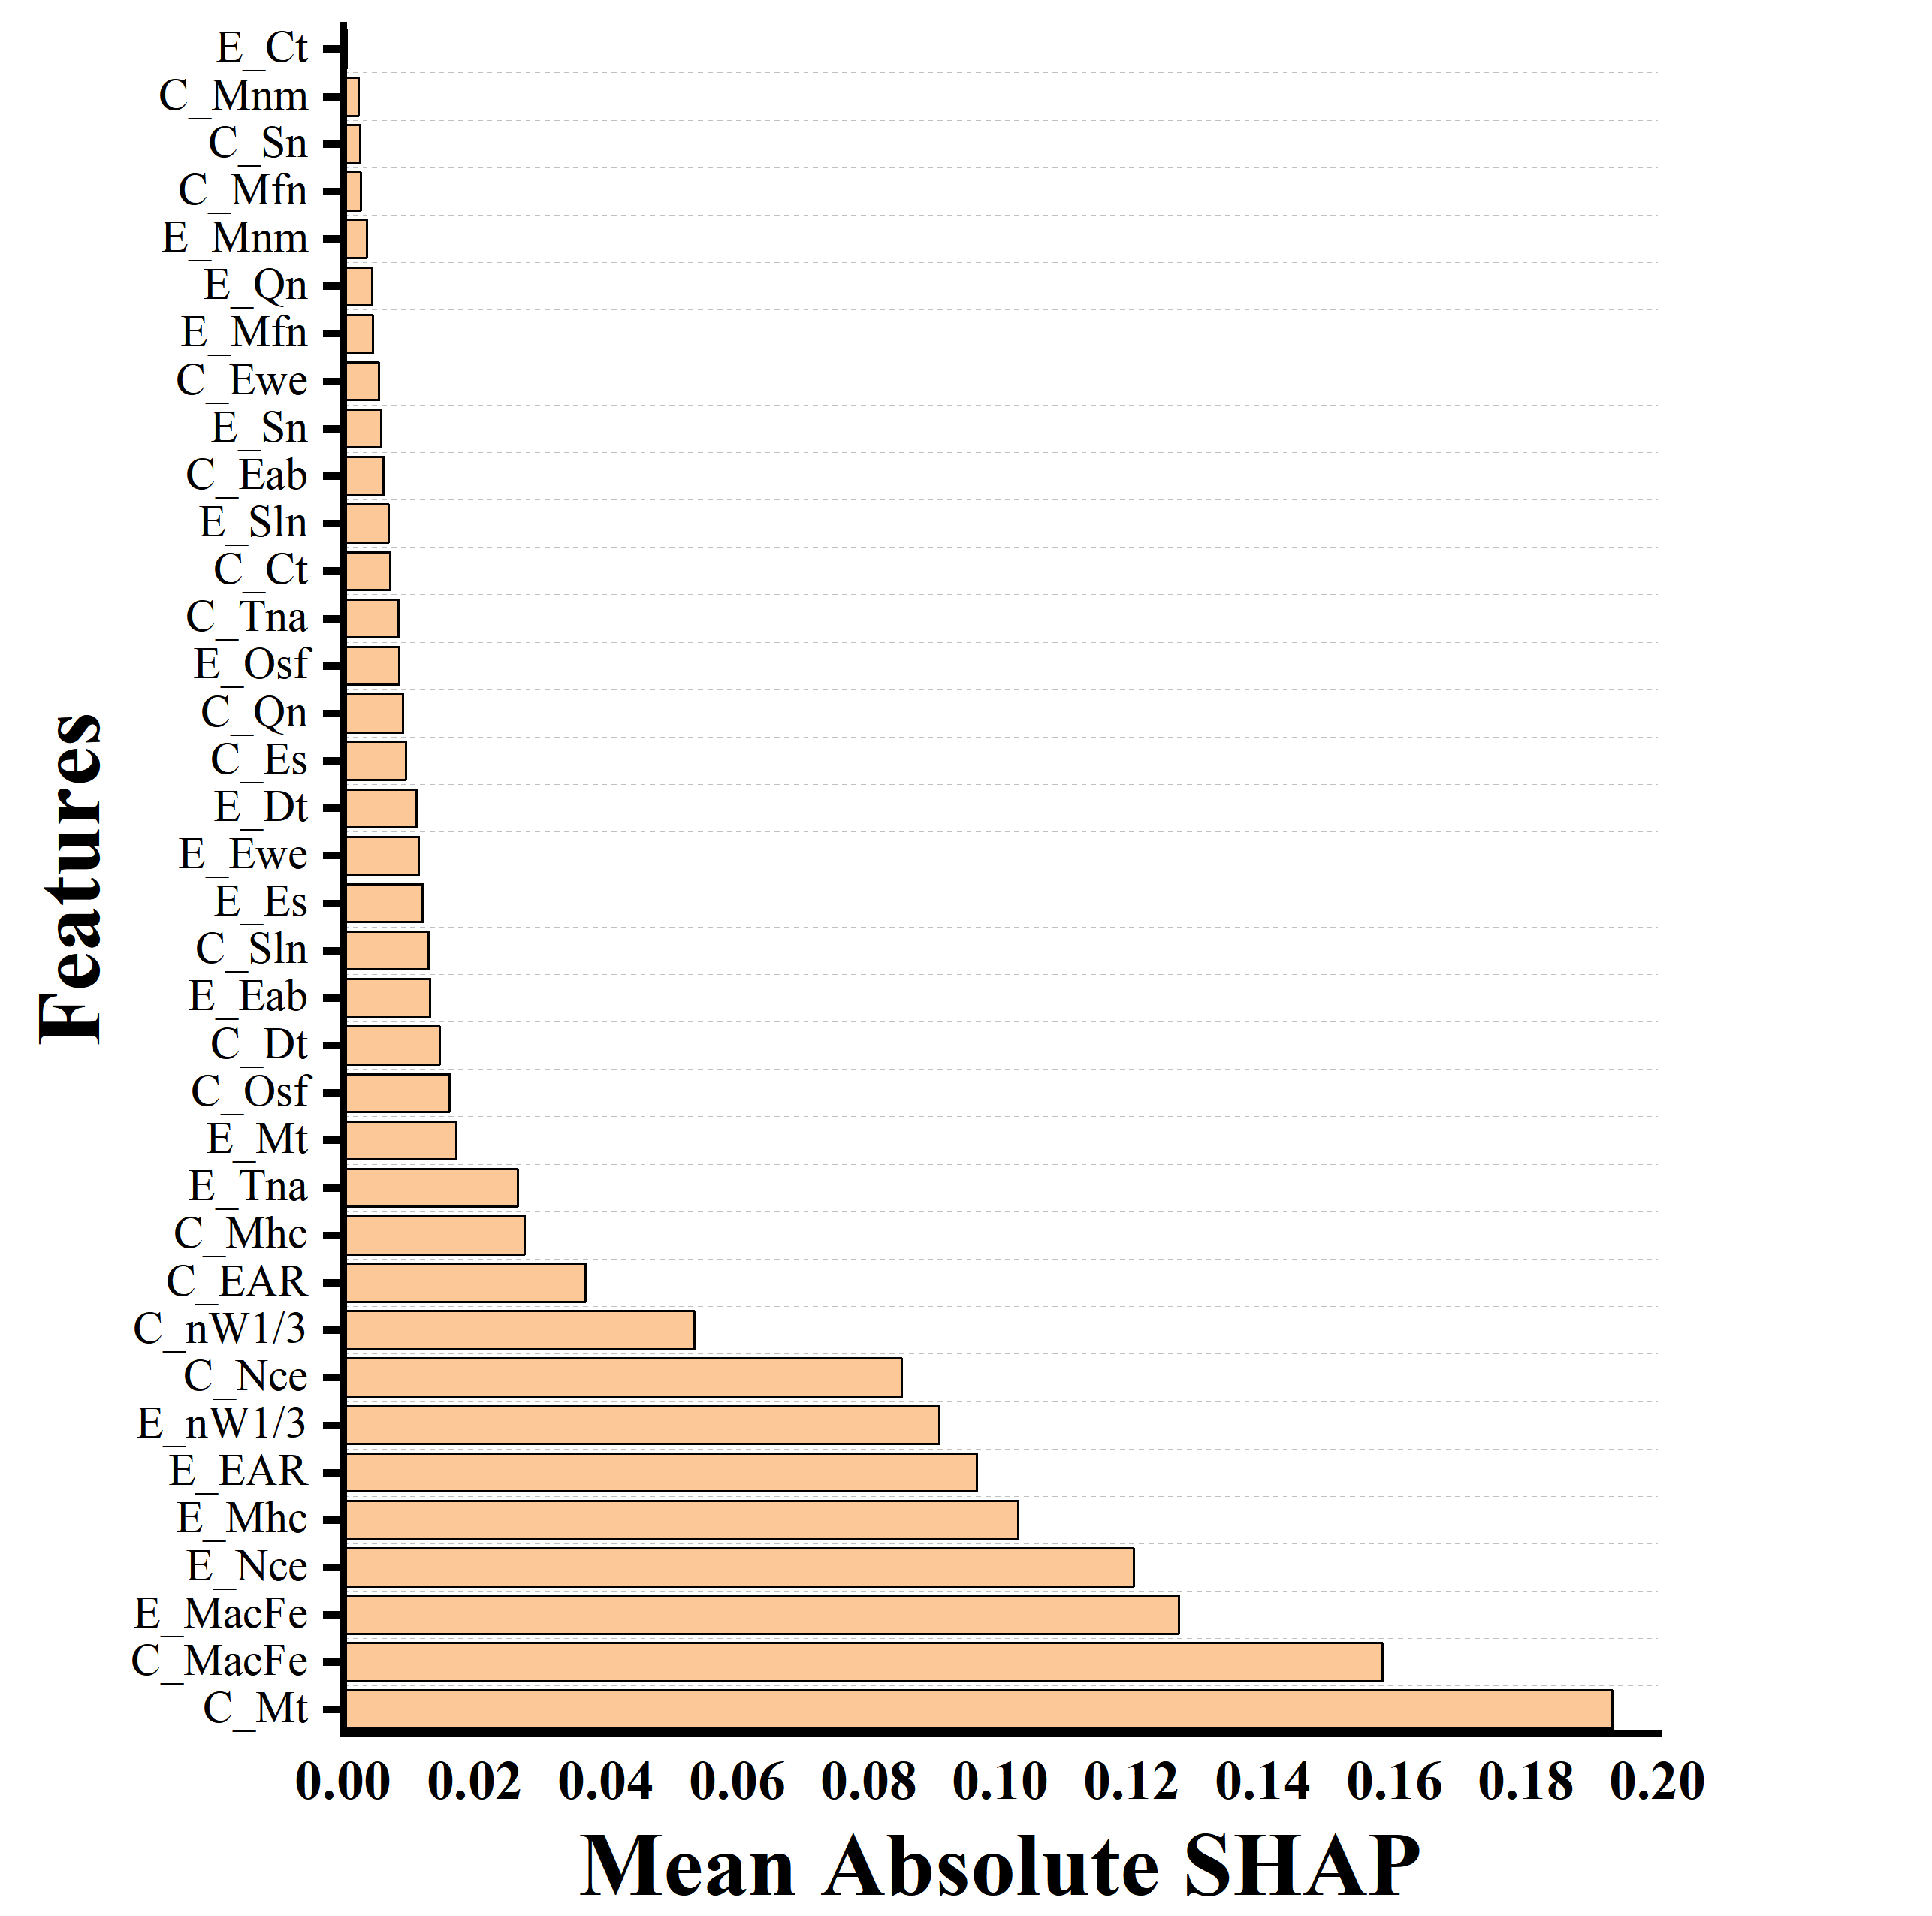 E_Ct
C_Mnm
C_Sn
C_Mfn
E_Mnm
E_Qn
E_Mfn
C_Ewe
E_Sn
C_Eab
E_Sln
C_Ct
C_Tna
E_Osf
C_Qn
C_Es
E_Dt
E_Ewe
E_Es
C_Sln
E_Eab
C_Dt
C_Osf
E_Mt
E_Tna
C_Mhc
C_EAR
C_nW1/3
C_Nce
E_nW1/3
E_EAR
E_Mhc
E_Nce
E_MacFe
C_MacFe
C_Mt
Features
0.00 0.02 0.04 0.06 0.08 0.10 0.12 0.14 0.16 0.18 0.20
Mean Absolute SHAP